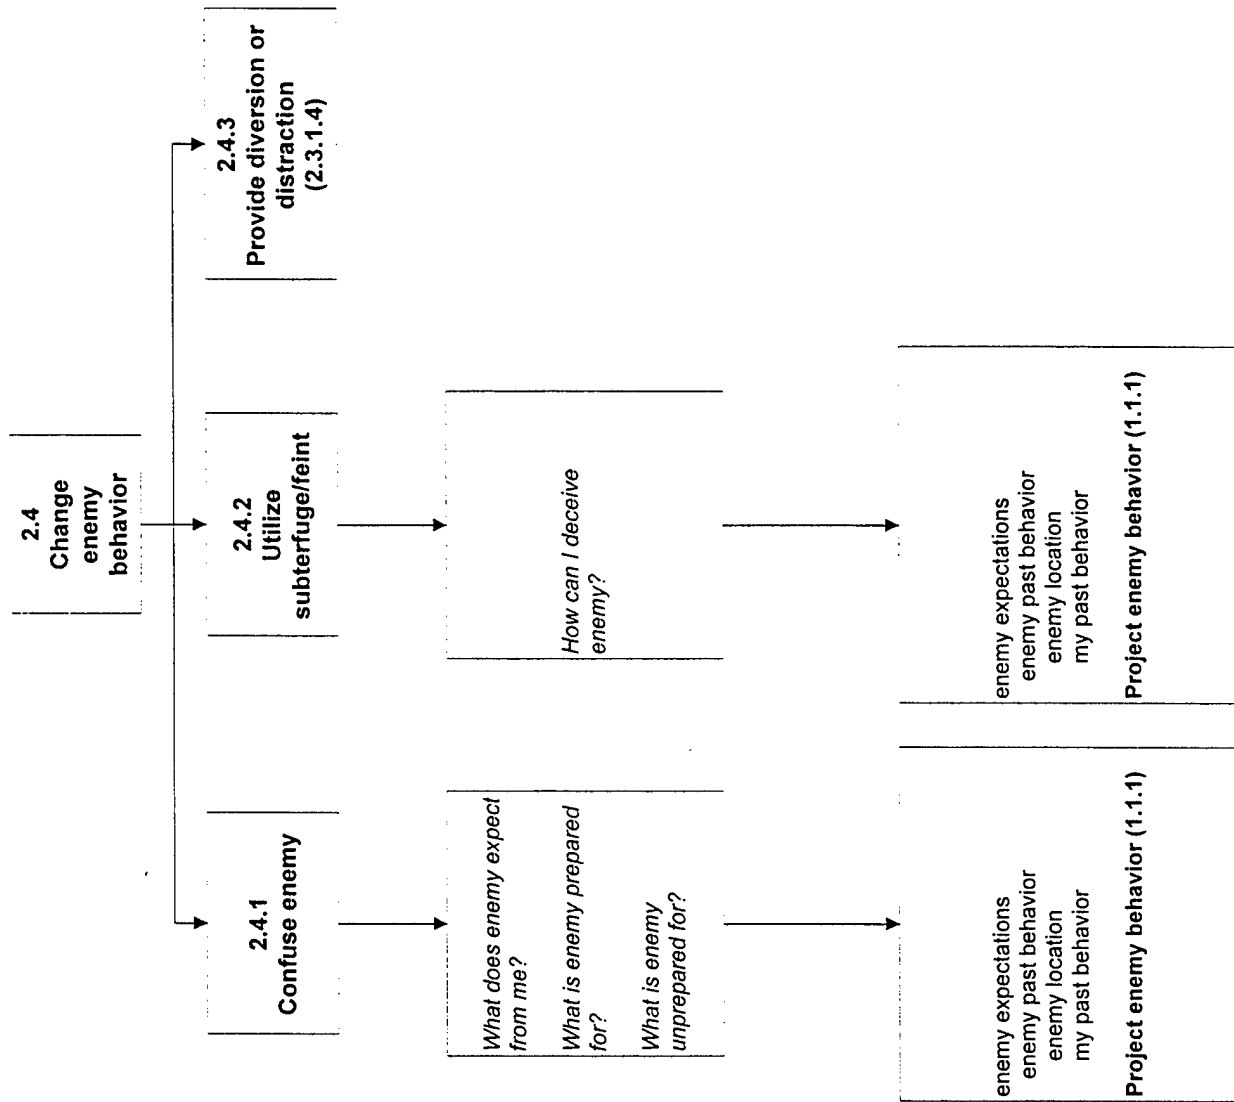 2.4
Change
enemy
behavior
2.4.1
Confuse enemy
2.4.2
Utilize
subterfuge/feint
2.4.3
Provide diversion or
distraction
(2.3.1.4)
What does enemy expect
from me?
What is enemy prepared
for?
What is enemy
unprepared for?
How can I deceive
enemy?
enemy expectations
enemy past behavior
enemy location
my past behavior
Project enemy behavior (1.1.1)
enemy expectations
enemy past behavior
enemy location
my past behavior
Project enemy behavior (1.1.1)